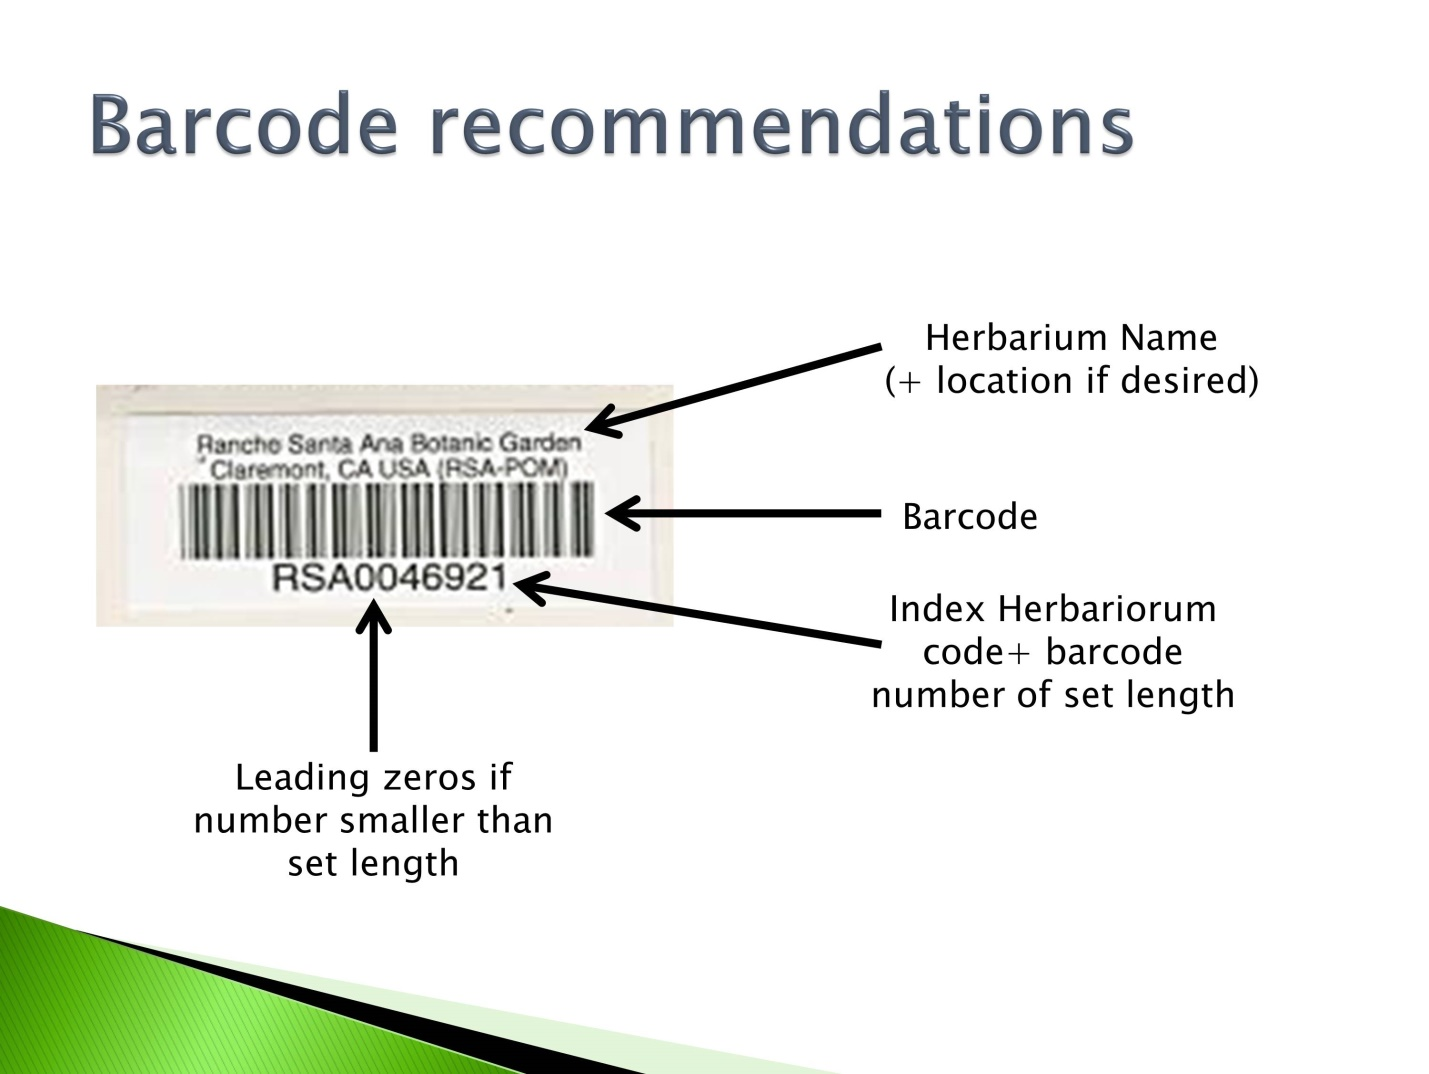 Barcode recommendations
Herbarium Name
(+ location if desired)
Rancho Santa Ana Botanic Garden
Claremont, CA USA (RSA-POM)
Barcode
RSA0046921
Index Herbariorum
code+ barcode
number of set length
Leading zeros if
number smaller than
set length